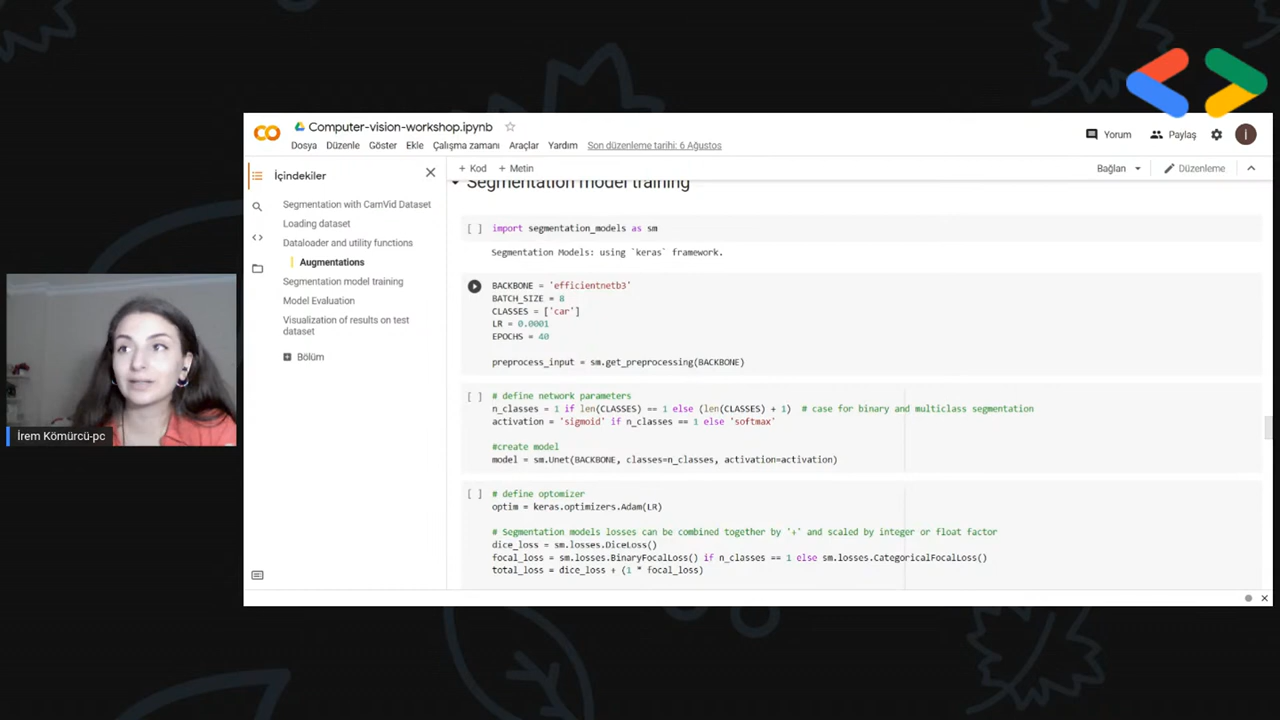 Computer-vision-workshop.ipynb
Dosya Düzenle Göster Ekle Çalışma zamanı Araçlar Yardım Son düzenleme tarihi: 6 Ağustos
Yorum Paylaş İ
İçindekiler
Segmentation with CamVid Dataset
Loading dataset
Dataloader and utility functions
Augmentations
Segmentation model training
Model Evaluation
Visualization of results on test
dataset
Bölüm
+ Kod + Metin
Bağlan Düzenleme
Segmentation model training
[ ] import segmentation_models as sm
Segmentation Models: using `keras` framework.
BACKBONE = 'efficientnetb3'
BATCH_SIZE = 8
CLASSES = ['car']
LR = 0.0001
EPOCHS = 40
preprocess_input = sm.get_preprocessing(BACKBONE)
[ ] # define network parameters
n_classes = 1 if len(CLASSES) == 1 else (len(CLASSES) + 1)  # case for binary and multiclass segmentation
activation = 'sigmoid' if n_classes == 1 else 'softmax'
#create model
model = sm.Unet(BACKBONE, classes=n_classes, activation=activation)
[ ] # define optomizer
optim = keras.optimizers.Adam(LR)
# Segmentation models losses can be combined together by '+' and scaled by integer or float factor
dice_loss = sm.losses.DiceLoss()
focal_loss = sm.losses.BinaryFocalLoss() if n_classes == 1 else sm.losses.CategoricalFocalLoss()
total_loss = dice_loss + (1 * focal_loss)
İrem Kömürcü-pc